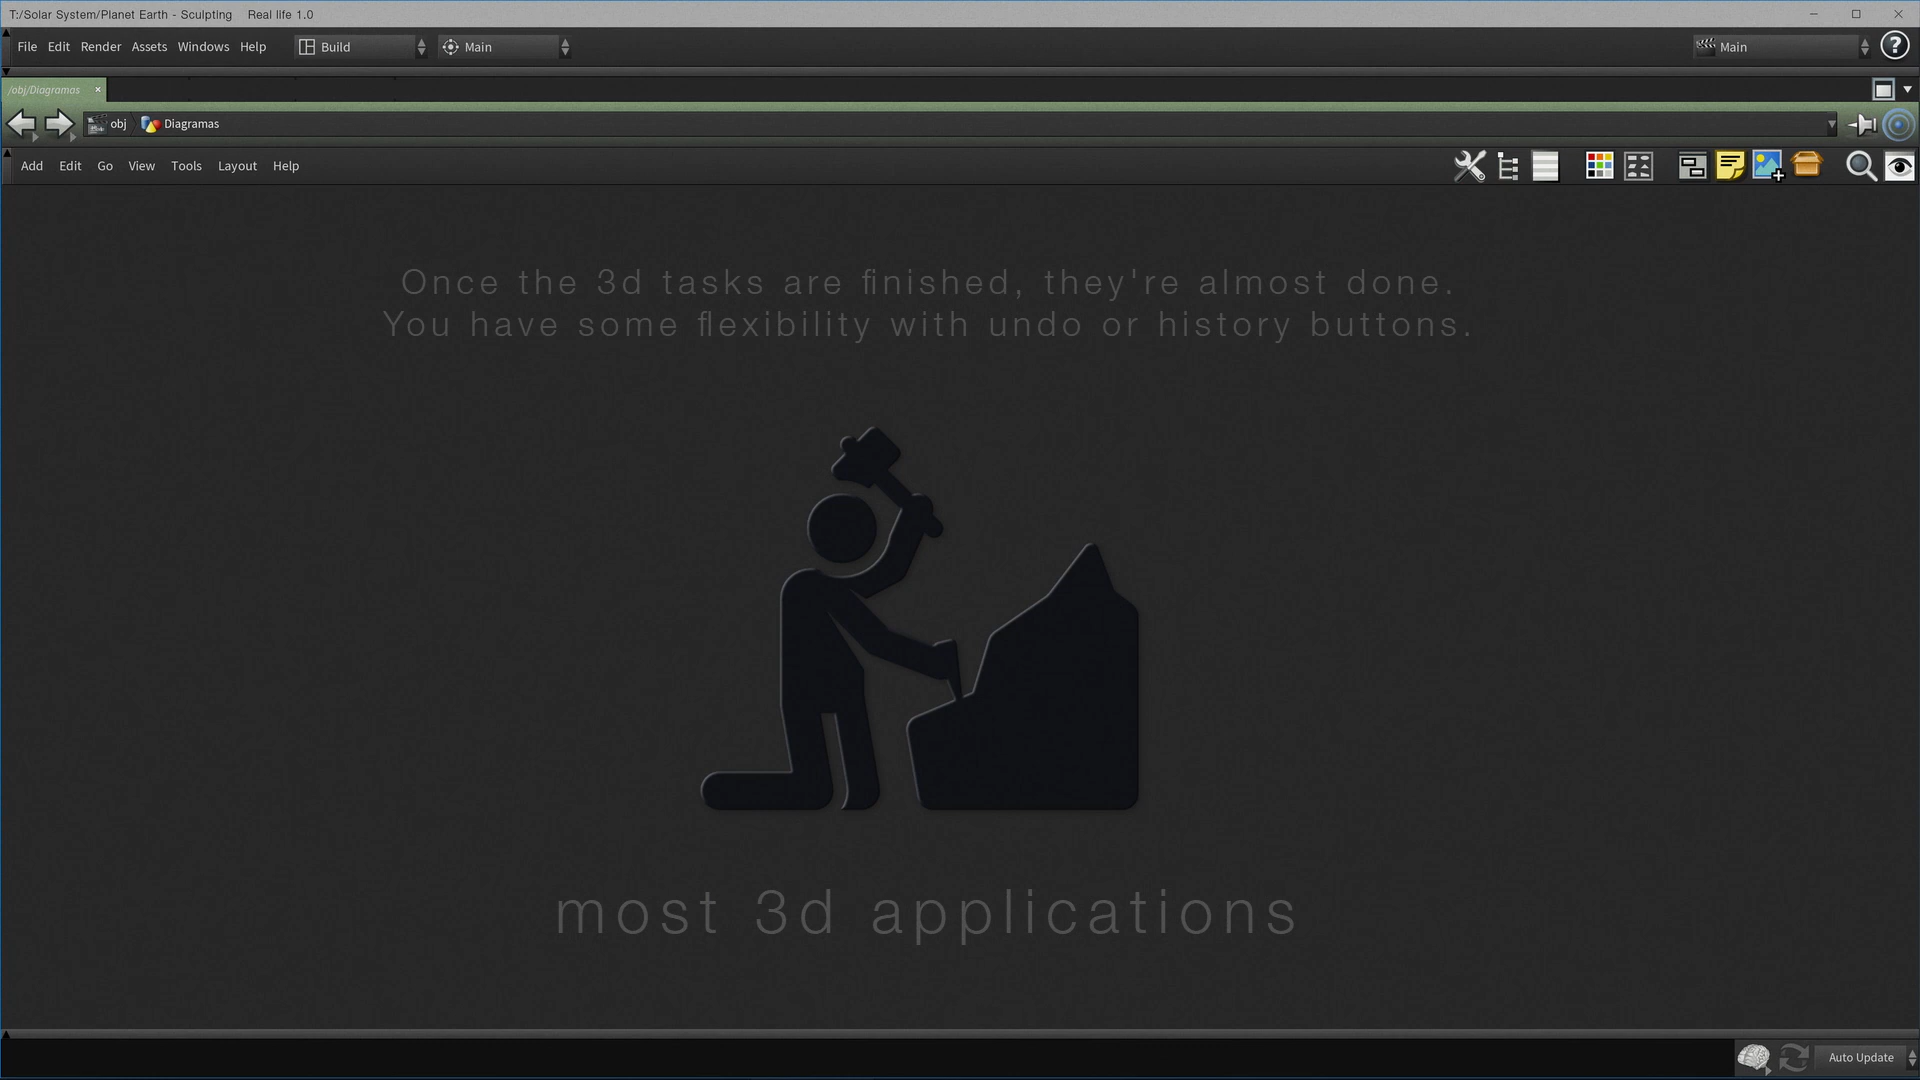 T:/Solar System/Planet Earth - Sculpting Real life 1.0
File Edit Render Assets Windows Help Build Main Main ?
/obj/Diagramas ×
obj Diagramas
Add Edit Go View Tools Layout Help
Once the 3d tasks are finished, they're almost done.
You have some flexibility with undo or history buttons.
most 3d applications
Auto Update